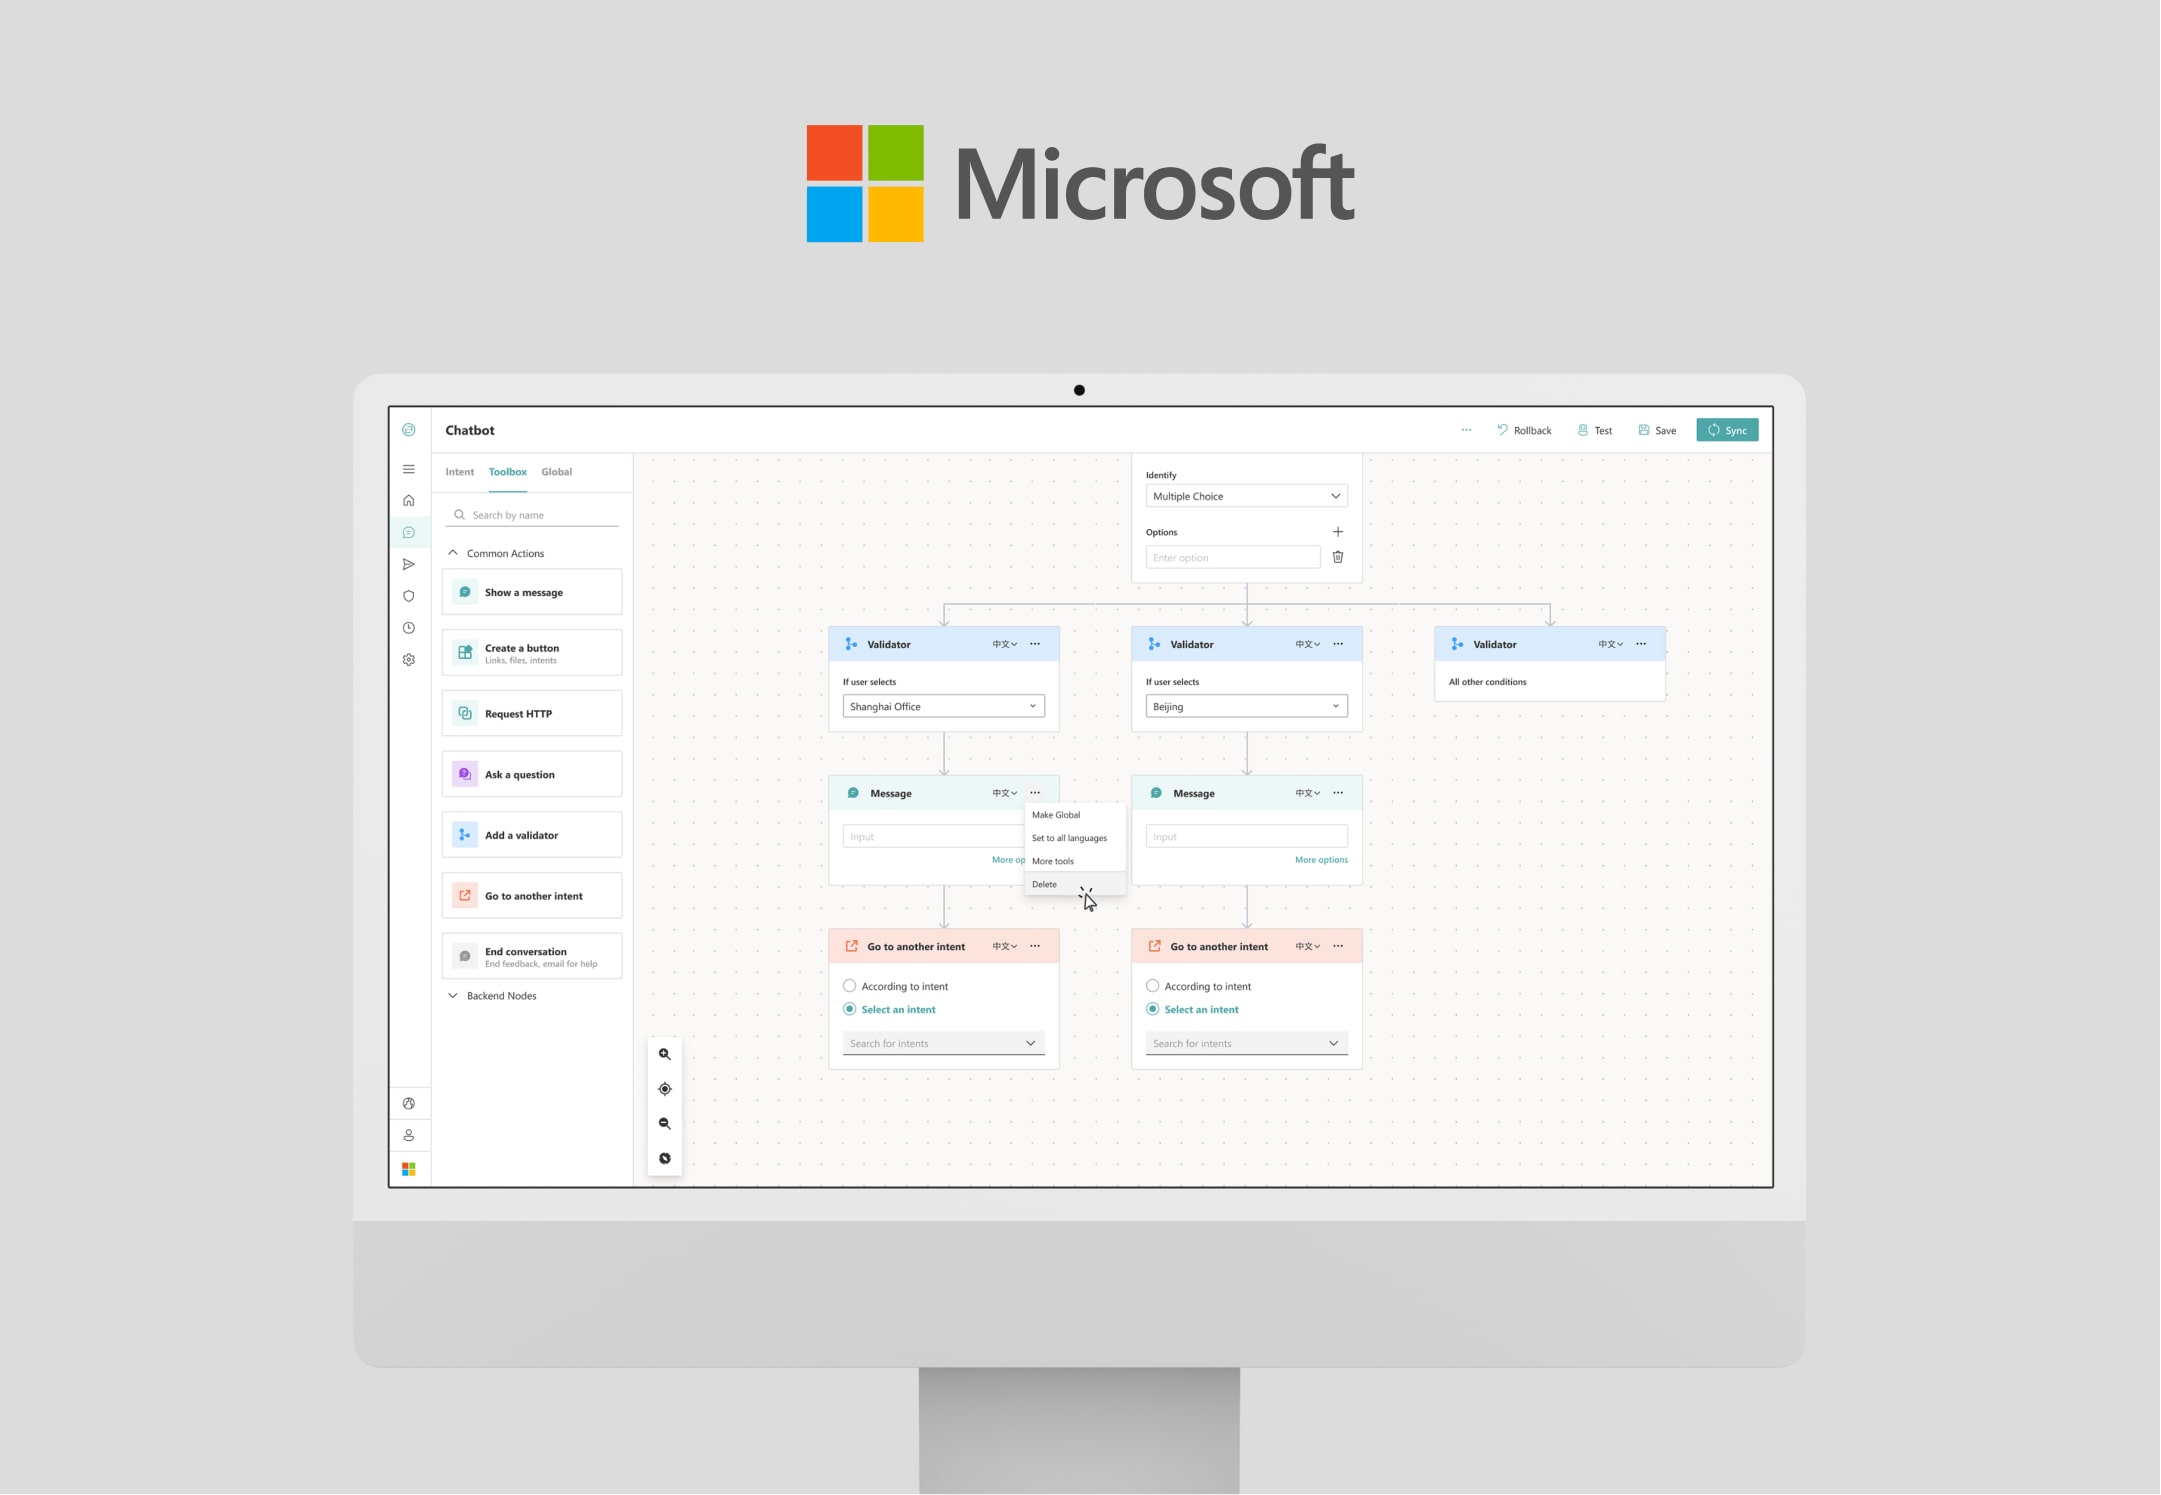 Microsoft
Chatbot
Rollback
Test
Save
Sync
Intent
Toolbox
Global
Search by name
Common Actions
Show a message
Create a button
Links, files, intents
Request HTTP
Ask a question
Add a validator
Go to another intent
End conversation
End feedback, email for help
Backend Nodes
Identify
Multiple Choice
Options
Enter option
Validator
中文
If user selects
Shanghai Office
Validator
中文
If user selects
Beijing
Validator
中文
All other conditions
Message
中文
Input
More op
Make Global
Set to all languages
More tools
Delete
Message
中文
Input
More options
Go to another intent
中文
According to intent
Select an intent
Search for intents
Go to another intent
中文
According to intent
Select an intent
Search for intents